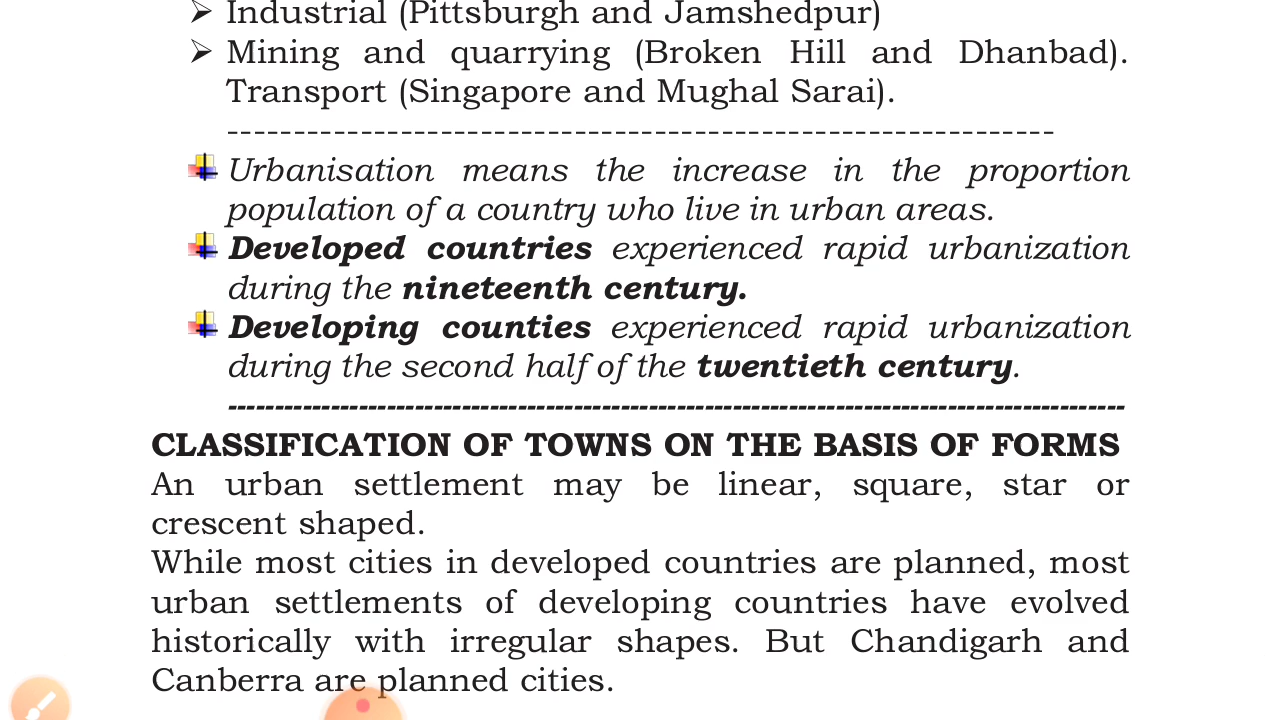 ➢ Industrial (Pittsburgh and Jamshedpur)
➢ Mining and quarrying (Broken Hill and Dhanbad).
Transport (Singapore and Mughal Sarai).
--------------------------------------------------------------
Urbanisation means the increase in the proportion
population of a country who live in urban areas.
Developed countries experienced rapid urbanization
during the nineteenth century.
Developing counties experienced rapid urbanization
during the second half of the twentieth century.
------------------------------------------------------------------------------------------------
CLASSIFICATION OF TOWNS ON THE BASIS OF FORMS
An urban settlement may be linear, square, star or
crescent shaped.
While most cities in developed countries are planned, most
urban settlements of developing countries have evolved
historically with irregular shapes. But Chandigarh and
Canberra are planned cities.